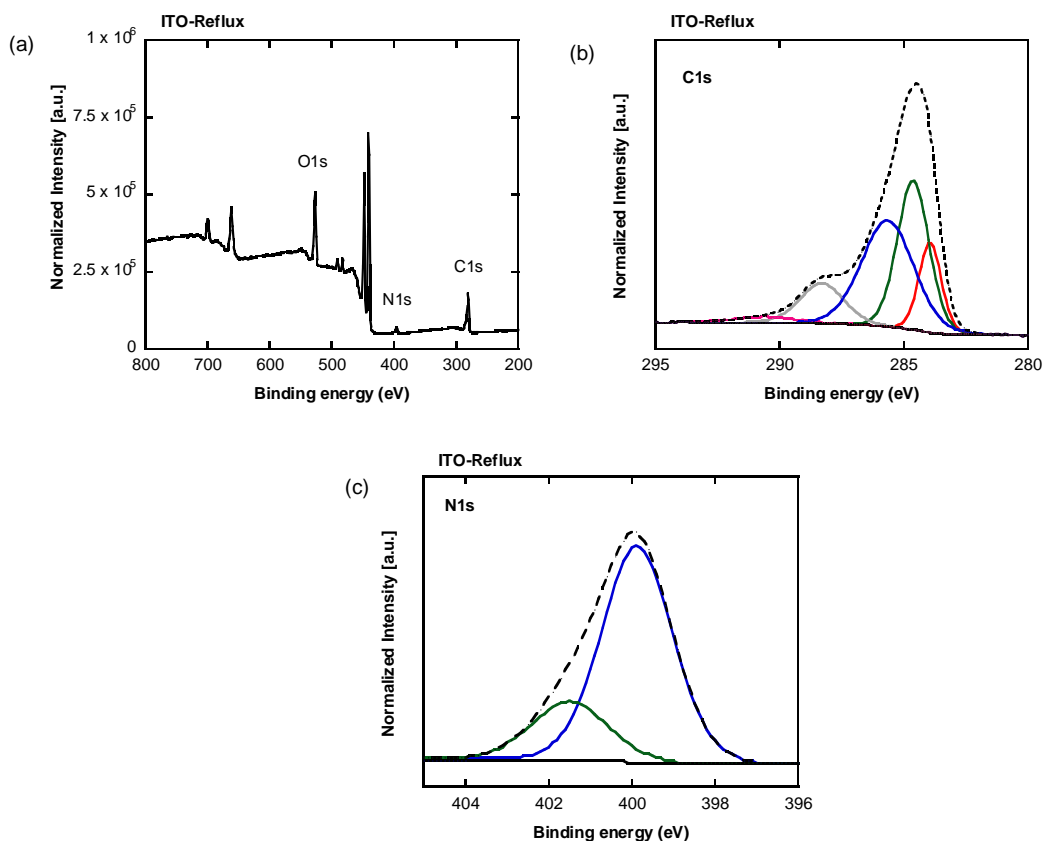 ITO-Reflux
(a)
1 x 10⁶
7.5 x 10⁵
5 x 10⁵
2.5 x 10⁵
0
Normalized Intensity [a.u.]
O1s
N1s
C1s
800 700 600 500 400 300 200
Binding energy (eV)
ITO-Reflux
(b)
C1s
Normalized Intensity [a.u.]
295 290 285 280
Binding energy (eV)
ITO-Reflux
(c)
N1s
Normalized Intensity [a.u.]
404 402 400 398 396
Binding energy (eV)